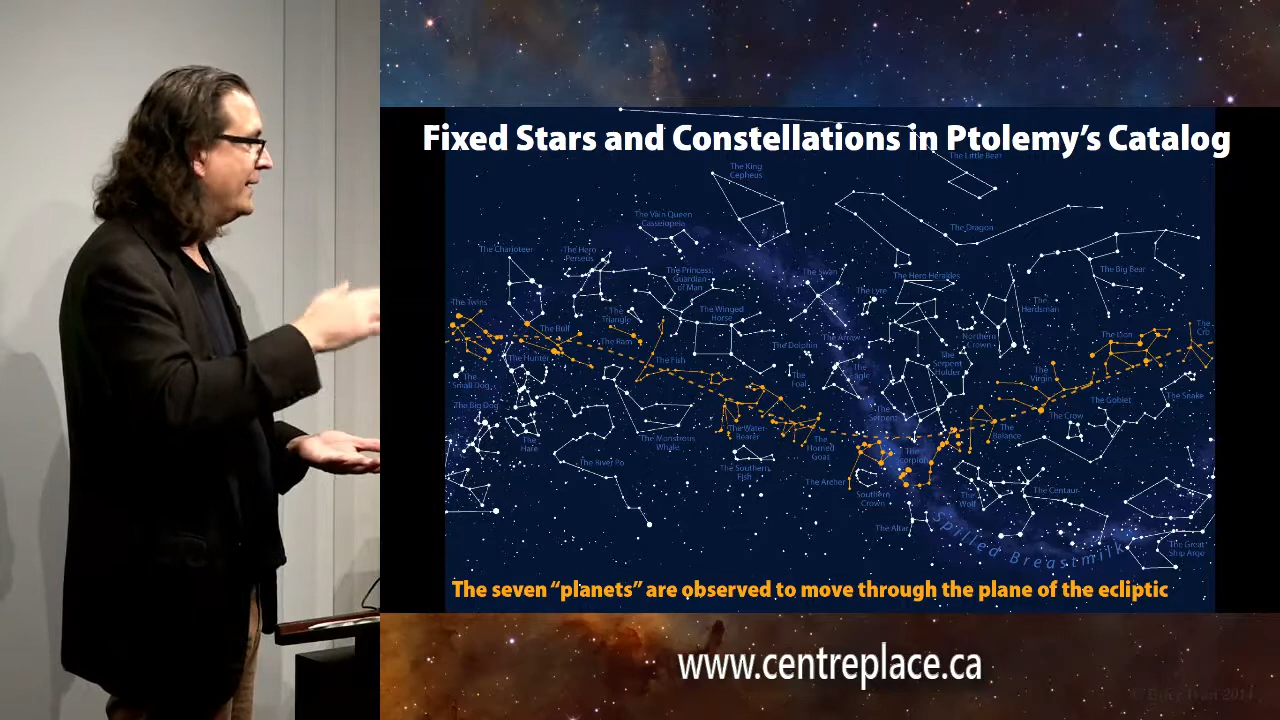 Fixed Stars and Constellations in Ptolemy's Catalog
The Little Bear
The King
Cepheus
The Vain Queen
Casseiopeia
The Dragon
The Charioteer
The Hero
Perseus
The Princess,
Guardian
of Man
The Swan
The Hero Herakles
The Big Bear
The Lyre
The Twins
The
Triangle
The Winged
Horse
The
Herdsman
The Bull
The Ram
The Arrow
Northern
Crown
The Lion
The
Crab
The Hunter
The Fish
The Dolphin
The
Small Dog
The
Foal
The
Eagle
The
Serpent
Holder
The
Virgin
The Snake
The Big Dog
The
Serpent
The Goblet
The Crow
The
Hare
The Monstrous
Whale
The Water-
Bearer
The
Horned
Goat
The
Balance
The River Po
The Southern
Fish
The
Scorpion
The Archer
Southern
Crown
The
Wolf
The Centaur
The Altar
Spilled Breastmilk
The Great
Ship Argo
The seven "planets" are observed to move through the plane of the ecliptic
www.centreplace.ca